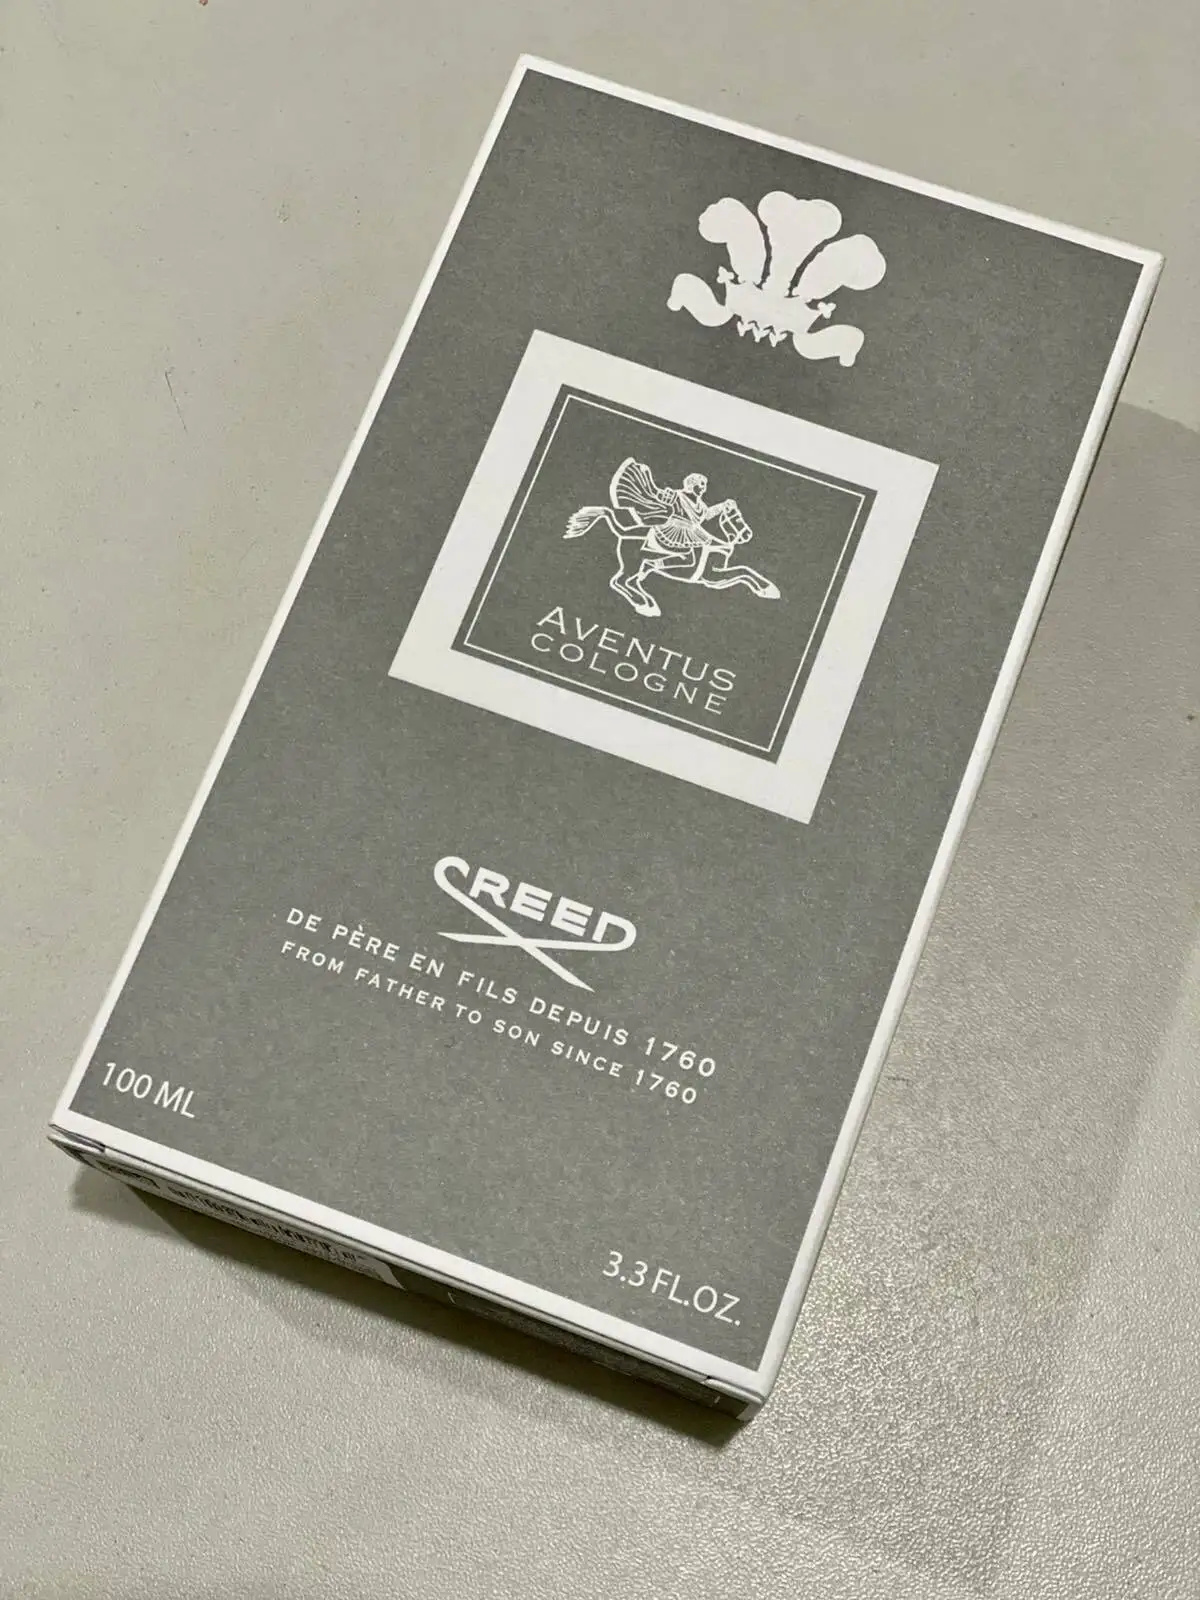 AVENTUS
COLOGNE
CREED
DE PÈRE EN FILS DEPUIS 1760
FROM FATHER TO SON SINCE 1760
100 ML
3.3 FL.OZ.